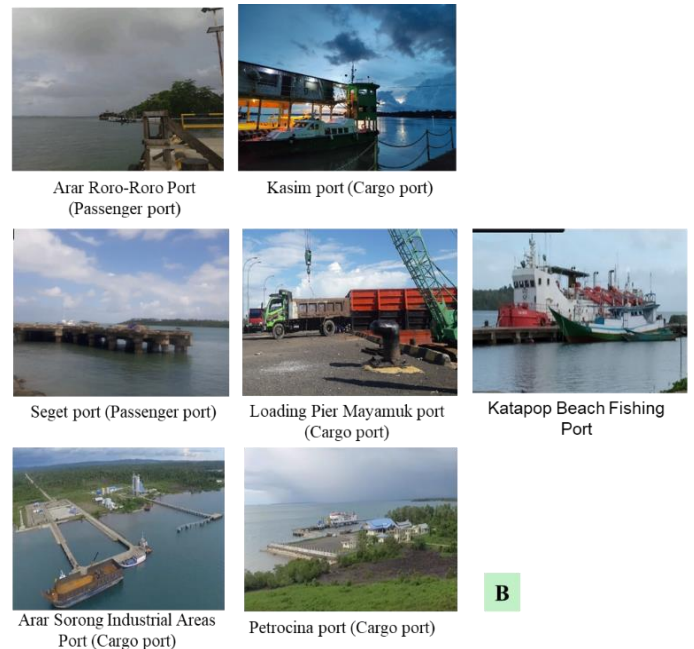 Arar Roro-Roro Port
(Passenger port)
Kasim port (Cargo port)
Seget port (Passenger port)
Loading Pier Mayamuk port
(Cargo port)
Katapop Beach Fishing
Port
Arar Sorong Industrial Areas
Port (Cargo port)
Petrocina port (Cargo port)
B